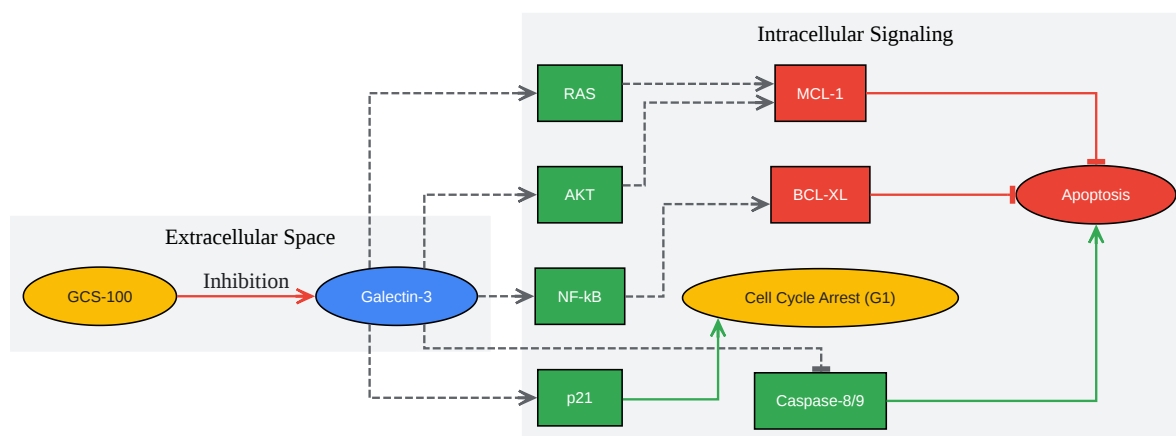 Intracellular Signaling
RAS
MCL-1
AKT
BCL-XL
Apoptosis
Extracellular Space
Inhibition
GCS-100
Galectin-3
NF-kB
Cell Cycle Arrest (G1)
p21
Caspase-8/9